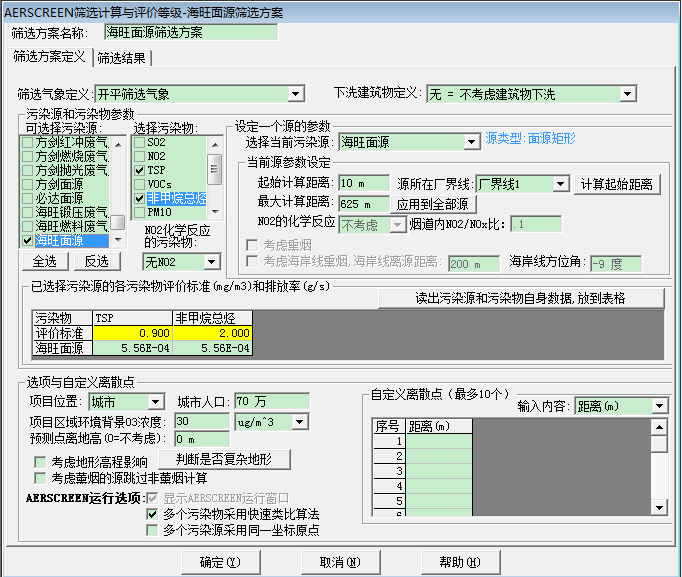 AERSCREEN筛选计算与评价等级-海旺面源筛选方案
筛选方案名称: 海旺面源筛选方案
筛选方案定义 筛选结果
筛选气象定义: 开平筛选气象 下洗建筑物定义: 无 = 不考虑建筑物下洗
污染源和污染物参数
可选择污染源: 选择污染物:
方剑红冲废气
方剑燃烧废气
方剑抛光废气
方剑面源
必达面源
海旺锻压废气
海旺燃料废气
海旺面源
SO2
NO2
TSP
VOCs
非甲烷总烃
PM10
NO2化学反应的污染物:
无NO2
全选 反选
设定一个源的参数
选择当前污染源: 海旺面源 源类型: 面源矩形
当前源参数设定
起始计算距离: 10 m 源所在厂界线: 厂界线1 计算起始距离
最大计算距离: 625 m 应用到全部源
NO2的化学反应 不考虑 烟道内NO2/NOx比: .1
考虑重烟
考虑海岸线重烟,海岸线离源距离: 200 m 海岸线方位角: -9 度
已选择污染源的各污染物评价标准(mg/m3)和排放率(g/s)
读出污染源和污染物自身数据,放到表格
污染物 TSP 非甲烷总烃
评价标准 0.900 2.000
海旺面源 5.56E-04 5.56E-04
选项与自定义离散点
项目位置: 城市 城市人口: 70 万
项目区域环境背景O3浓度: 30 ug/m^3
预测点离地高(0=不考虑): 0 m
考虑地形高程影响 判断是否复杂地形
考虑薰烟的源跳过非薰烟计算
AERSCREEN运行选项: 显示AERSCREEN运行窗口
多个污染物采用快速类比算法
多个污染源采用同一坐标原点
自定义离散点（最多10个）
输入内容: 距离(m)
序号 距离(m)
1
2
3
4
5
6
确定(Y) 取消(N) 帮助(H)